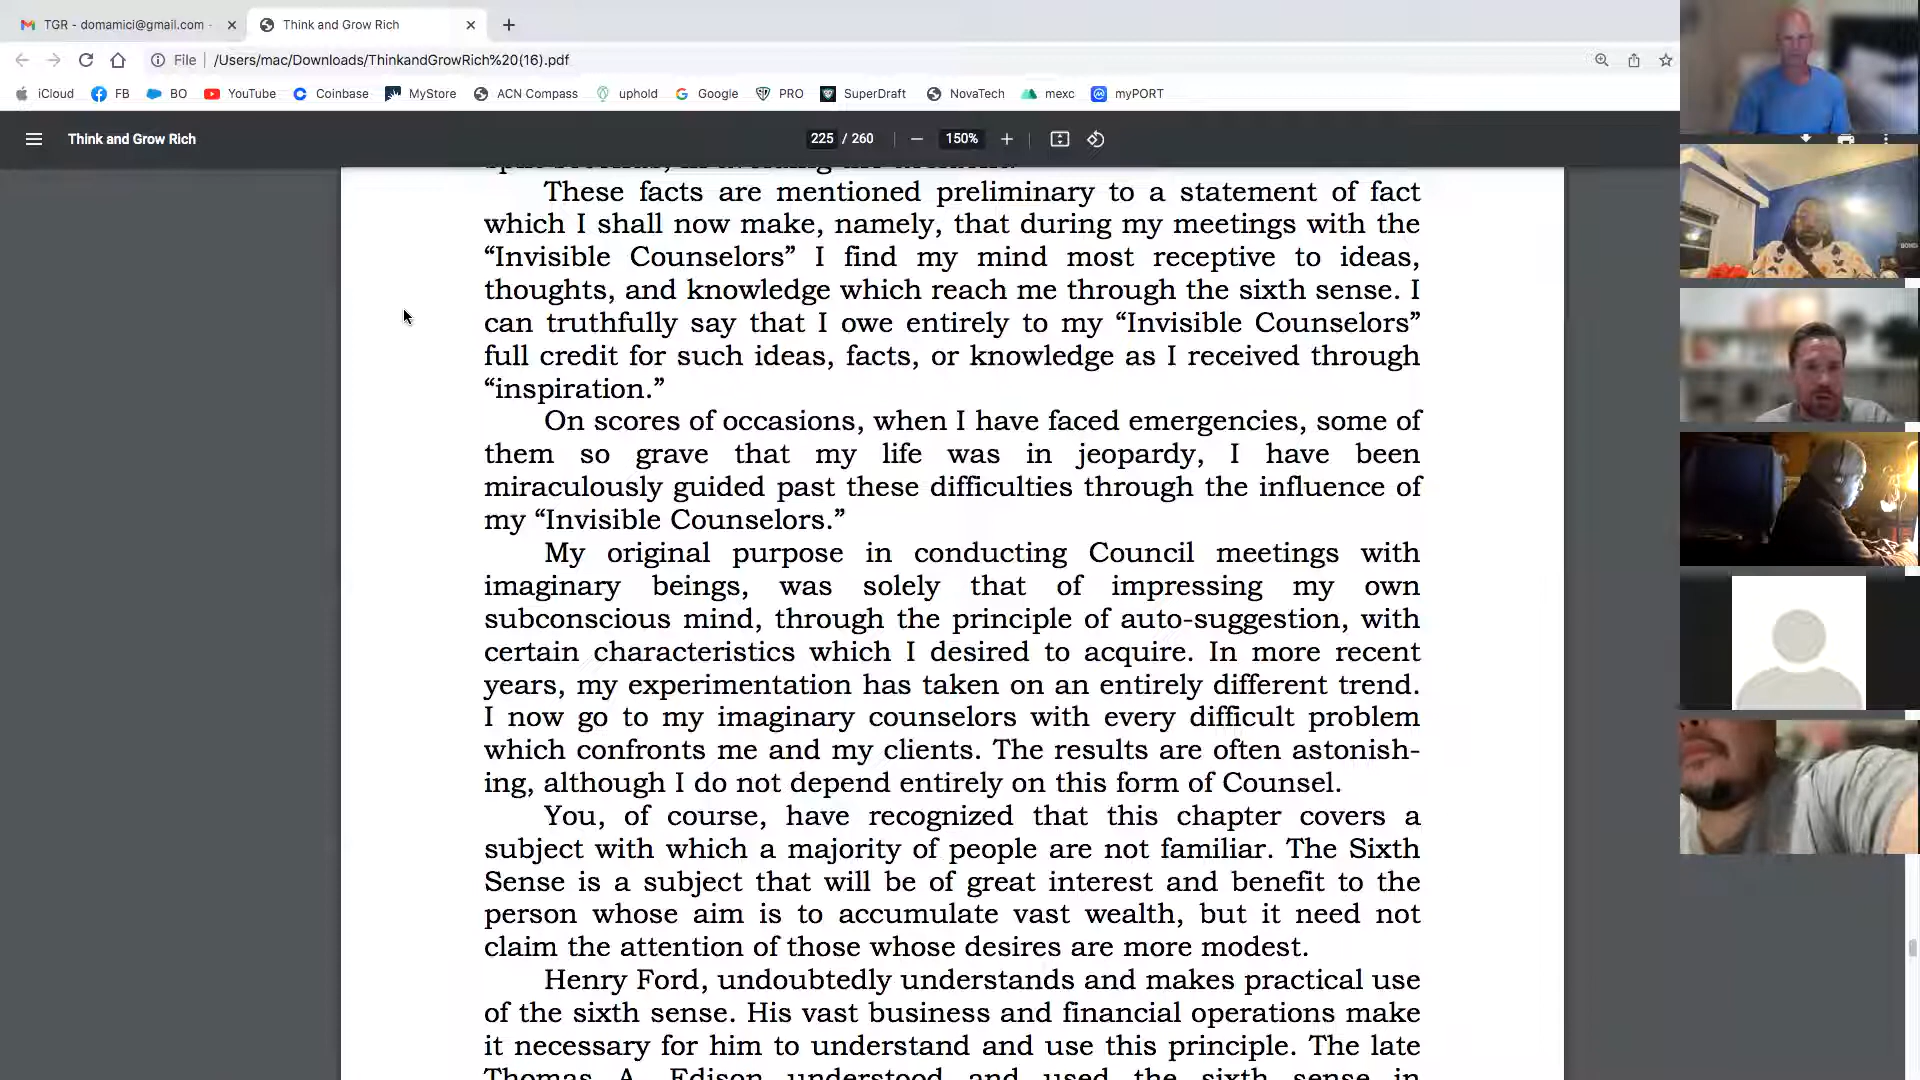 TGR - domamici@gmail.com -
Think and Grow Rich
File
/Users/mac/Downloads/ThinkandGrowRich%20(16).pdf
iCloud
FB
BO
YouTube
Coinbase
MyStore
ACN Compass
uphold
Google
PRO
SuperDraft
NovaTech
mexc
myPORT
Think and Grow Rich
225 / 260
150%
These facts are mentioned preliminary to a statement of fact
which I shall now make, namely, that during my meetings with the
“Invisible Counselors” I find my mind most receptive to ideas,
thoughts, and knowledge which reach me through the sixth sense. I
can truthfully say that I owe entirely to my “Invisible Counselors”
full credit for such ideas, facts, or knowledge as I received through
“inspiration.”
On scores of occasions, when I have faced emergencies, some of
them so grave that my life was in jeopardy, I have been
miraculously guided past these difficulties through the influence of
my “Invisible Counselors.”
My original purpose in conducting Council meetings with
imaginary beings, was solely that of impressing my own
subconscious mind, through the principle of auto-suggestion, with
certain characteristics which I desired to acquire. In more recent
years, my experimentation has taken on an entirely different trend.
I now go to my imaginary counselors with every difficult problem
which confronts me and my clients. The results are often astonish-
ing, although I do not depend entirely on this form of Counsel.
You, of course, have recognized that this chapter covers a
subject with which a majority of people are not familiar. The Sixth
Sense is a subject that will be of great interest and benefit to the
person whose aim is to accumulate vast wealth, but it need not
claim the attention of those whose desires are more modest.
Henry Ford, undoubtedly understands and makes practical use
of the sixth sense. His vast business and financial operations make
it necessary for him to understand and use this principle. The late
Thomas A. Edison understood and used the sixth sense in